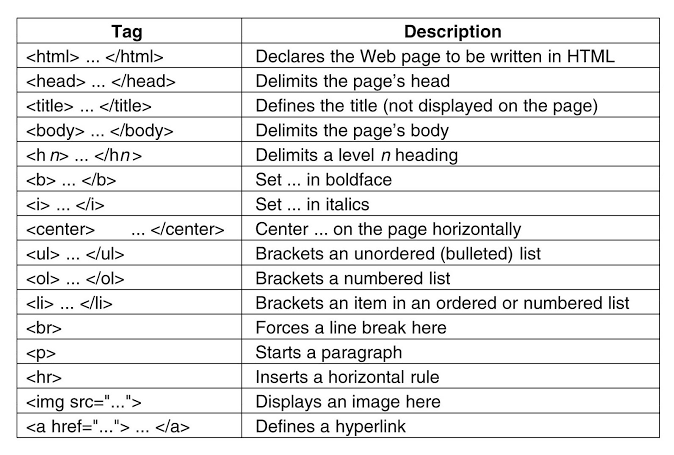 Tag Description
<html> ... </html> Declares the Web page to be written in HTML
<head> ... </head> Delimits the page's head
<title> ... </title> Defines the title (not displayed on the page)
<body> ... </body> Delimits the page's body
<h n> ... </hn> Delimits a level n heading
<b> ... </b> Set ... in boldface
<i> ... </i> Set ... in italics
<center> ... </center> Center ... on the page horizontally
<ul> ... </ul> Brackets an unordered (bulleted) list
<ol> ... </ol> Brackets a numbered list
<li> ... </li> Brackets an item in an ordered or numbered list
<br> Forces a line break here
<p> Starts a paragraph
<hr> Inserts a horizontal rule
<img src="..."> Displays an image here
<a href="..."> ... </a> Defines a hyperlink